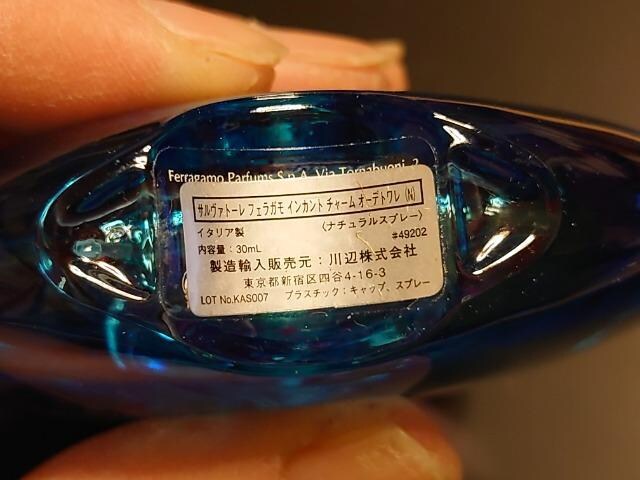 Ferragamo Parfums S.p.A. Via Tornabuoni, 2
サルヴァトーレ フェラガモ インカント チャーム オーデトワレ (N)
イタリア製 〈ナチュラルスプレー〉
内容量：30mL #49202
製造輸入販売元：川辺株式会社
東京都新宿区四谷4-16-3
LOT No.KAS007 プラスチック：キャップ、スプレー